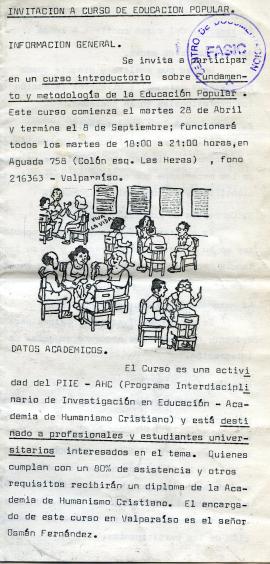 INVITACION A CURSO DE EDUCACION POPULAR.
INFORMACION GENERAL.
Se invita a participar
en un curso introductorio sobre Fundamen-
to y metodología de la Educación Popular .
Este curso comienza el martes 28 de Abril
y termina el 8 de Septiembre; funcionará
todos los martes de 18:00 a 21:00 horas,en
Aguada 758 (Colón esq. Las Heras) , fono
216363 - Valparaíso.
VIVA
LA VIDA
DATOS ACADEMICOS.
El Curso es una activi
dad del PIIE - AHC (Programa Interdiscipli
nario de Investigación en Educación - Aca-
demia de Humanismo Cristiano) y está desti
nado a profesionales y estudiantes univer-
sitarios interesados en el tema. Quienes
cumplan con un 80% de asistencia y otros
requisitos recibirán un diploma de la Aca-
demia de Humanismo Cristiano. El encarga-
do de este curso en Valparaíso es el señor
Osmán Fernández.
CENTRO DE DOCUMEN
FASIC